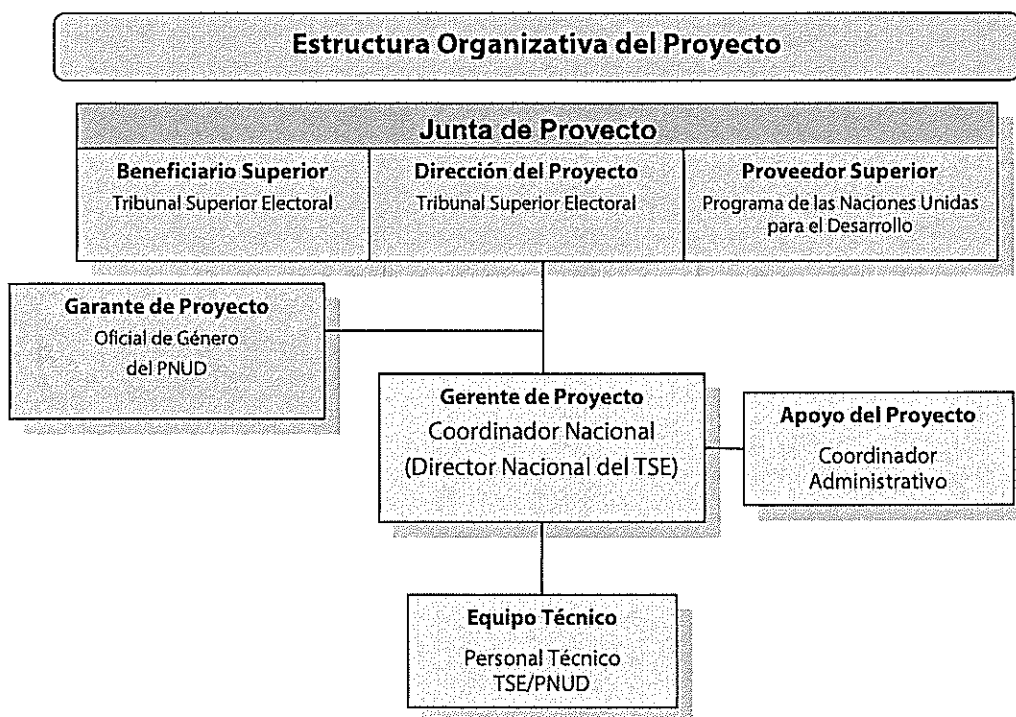 Estructura Organizativa del Proyecto
Junta de Proyecto
Beneficiario Superior
Tribunal Superior Electoral
Dirección del Proyecto
Tribunal Superior Electoral
Proveedor Superior
Programa de las Naciones Unidas
para el Desarrollo
Garante de Proyecto
Oficial de Género
del PNUD
Gerente de Proyecto
Coordinador Nacional
(Director Nacional del TSE)
Apoyo del Proyecto
Coordinador
Administrativo
Equipo Técnico
Personal Técnico
TSE/PNUD